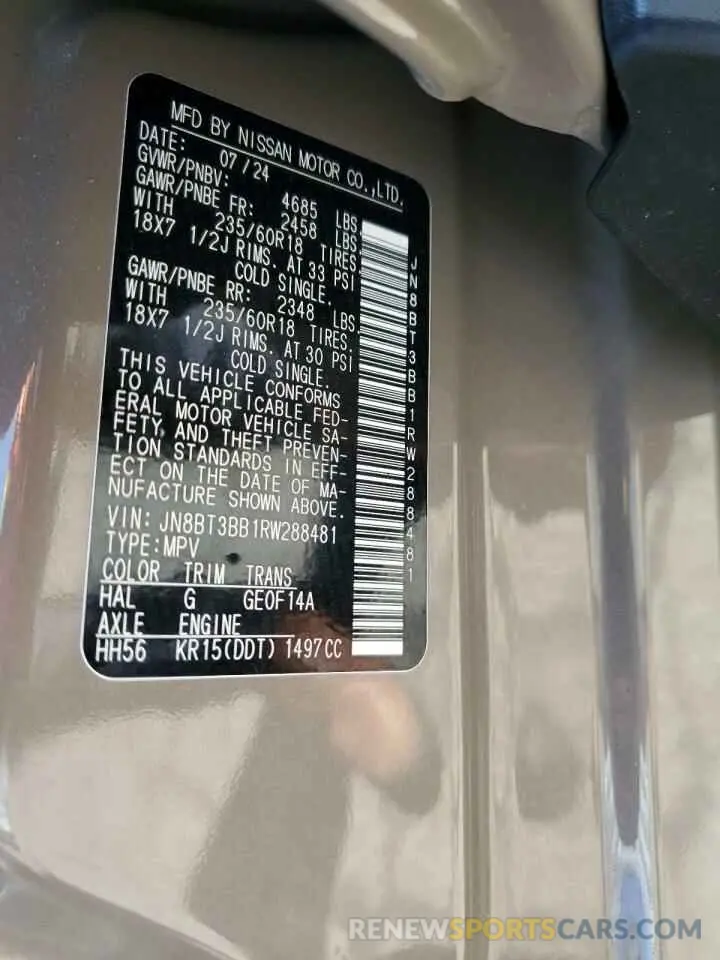 MFD BY NISSAN MOTOR CO.,LTD.
DATE: 07/24
GVWR/PNBV: 4685 LBS
GAWR/PNBE FR: 2458 LBS
WITH 235/60R18 TIRES.
18X7 1/2J RIMS. AT 33 PSI
COLD SINGLE.
GAWR/PNBE RR: 2348 LBS.
WITH 235/60R18 TIRES.
18X7 1/2J RIMS. AT 30 PSI
COLD SINGLE.
THIS VEHICLE CONFORMS
TO ALL APPLICABLE FED-
ERAL MOTOR VEHICLE SA-
FETY, AND THEFT PREVEN-
TION STANDARDS IN EFF-
ECT ON THE DATE OF MA-
NUFACTURE SHOWN ABOVE.
VIN: JN8BT3BB1RW288481
TYPE:MPV
COLOR TRIM TRANS
HAL G GE0F14A
AXLE ENGINE
HH56 KR15(DDT) 1497CC
JN8BT3BB1RW288481
RENEWSPORTSCARS.COM